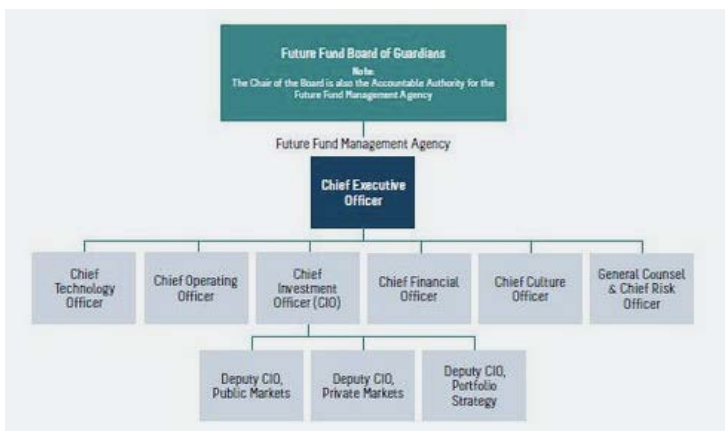 Future Fund Board of Guardians
Note:
The Chair of the Board is also the Accountable Authority for the
Future Fund Management Agency
Future Fund Management Agency
Chief Executive
Officer
Chief
Technology
Officer
Chief Operating
Officer
Chief
Investment
Officer (CIO)
Chief Financial
Officer
Chief Culture
Officer
General Counsel
& Chief Risk
Officer
Deputy CIO,
Public Markets
Deputy CIO,
Private Markets
Deputy CIO,
Portfolio
Strategy